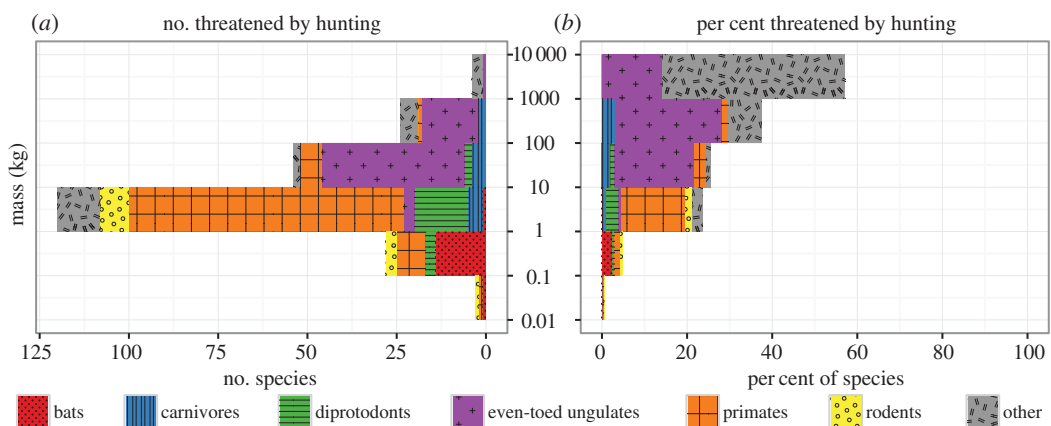 (a) no. threatened by hunting
(b) per cent threatened by hunting
mass (kg)
10 000
1000
100
10
1
0.1
0.01
125 100 75 50 25 0
0 20 40 60 80 100
no. species
per cent of species
bats carnivores diprotodonts even-toed ungulates primates rodents other